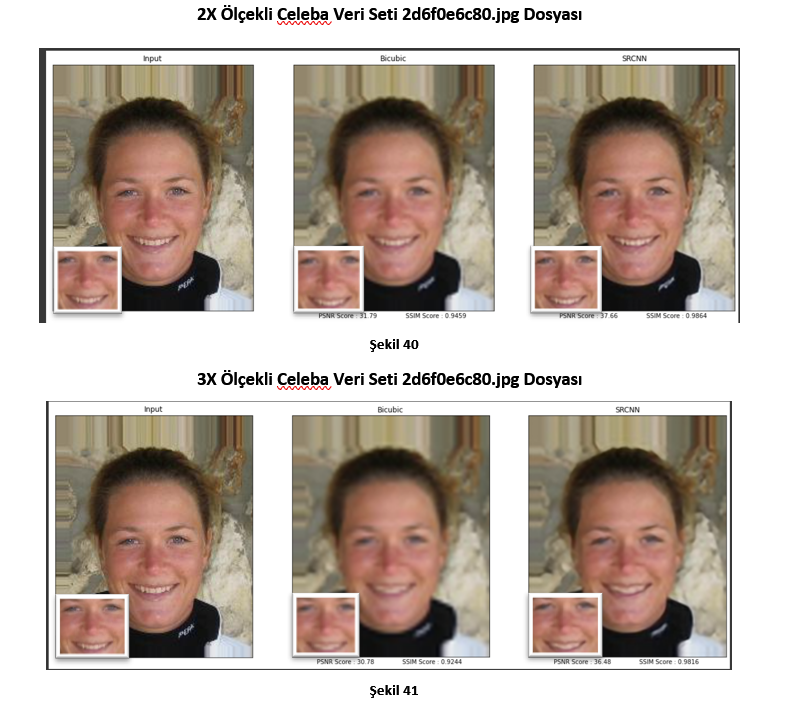 2X Ölçekli Celeba Veri Seti 2d6f0e6c80.jpg Dosyası
Input Bicubic SRCNN
PSNR Score : 31.79 SSIM Score : 0.9459 PSNR Score : 37.66 SSIM Score : 0.9864
Şekil 40
3X Ölçekli Celeba Veri Seti 2d6f0e6c80.jpg Dosyası
Input Bicubic SRCNN
PSNR Score : 30.78 SSIM Score : 0.9244 PSNR Score : 36.48 SSIM Score : 0.9816
Şekil 41